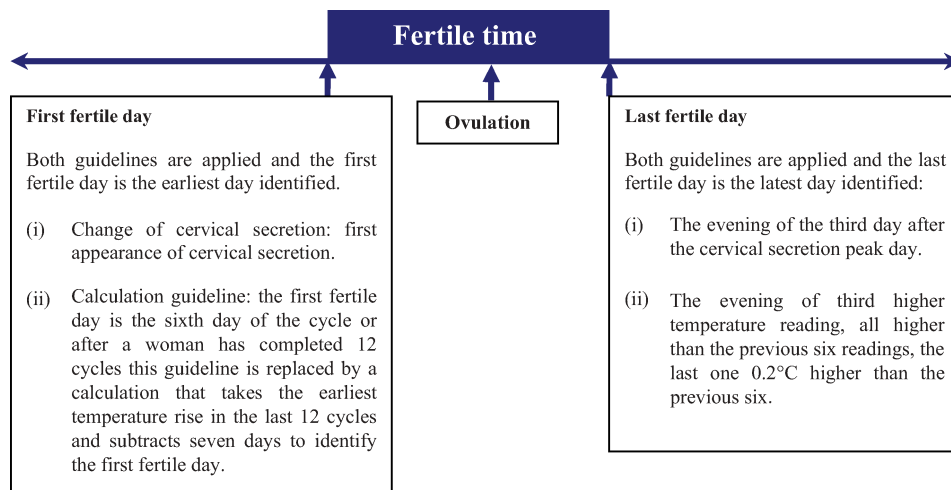 Fertile time
First fertile day
Both guidelines are applied and the first
fertile day is the earliest day identified.
(i) Change of cervical secretion: first
appearance of cervical secretion.
(ii) Calculation guideline: the first fertile
day is the sixth day of the cycle or
after a woman has completed 12
cycles this guideline is replaced by a
calculation that takes the earliest
temperature rise in the last 12 cycles
and subtracts seven days to identify
the first fertile day.
Ovulation
Last fertile day
Both guidelines are applied and the last
fertile day is the latest day identified:
(i) The evening of the third day after
the cervical secretion peak day.
(ii) The evening of third higher
temperature reading, all higher
than the previous six readings, the
last one 0.2°C higher than the
previous six.